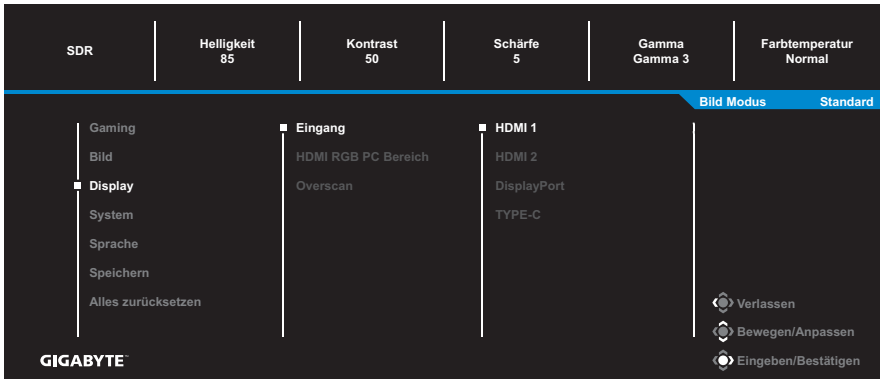 SDR
Helligkeit
85
Kontrast
50
Schärfe
5
Gamma
Gamma 3
Farbtemperatur
Normal
Bild Modus Standard
Gaming
Bild
Display
System
Sprache
Speichern
Alles zurücksetzen
Eingang
HDMI RGB PC Bereich
Overscan
HDMI 1
HDMI 2
DisplayPort
TYPE-C
Verlassen
Bewegen/Anpassen
Eingeben/Bestätigen
GIGABYTE™